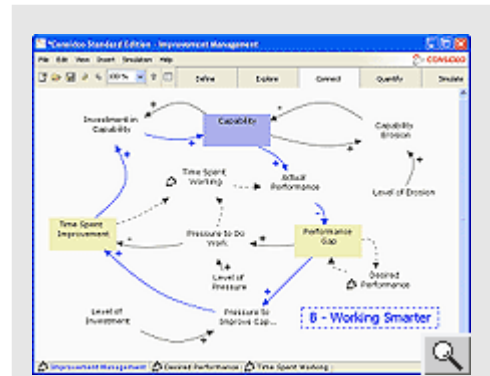 *Consideo Standard Edition - Improvement Management
File Edit View Insert Simulation Help
CONSIDEO
100 %
Define
Explore
Connect
Quantify
Simulate
Investment in
Capability
Capability
Capability
Erosion
Time Spent
Working
Actual
Performance
Level of Erosion
Time Spent
Improvement
Pressure to Do
Work
Performance
Gap
Level of
Pressure
Desired
Performance
Level of
Investment
Pressure to
Improve Cap...
B - Working Smarter
Improvement Management
Desired Performance
Time Spent Working